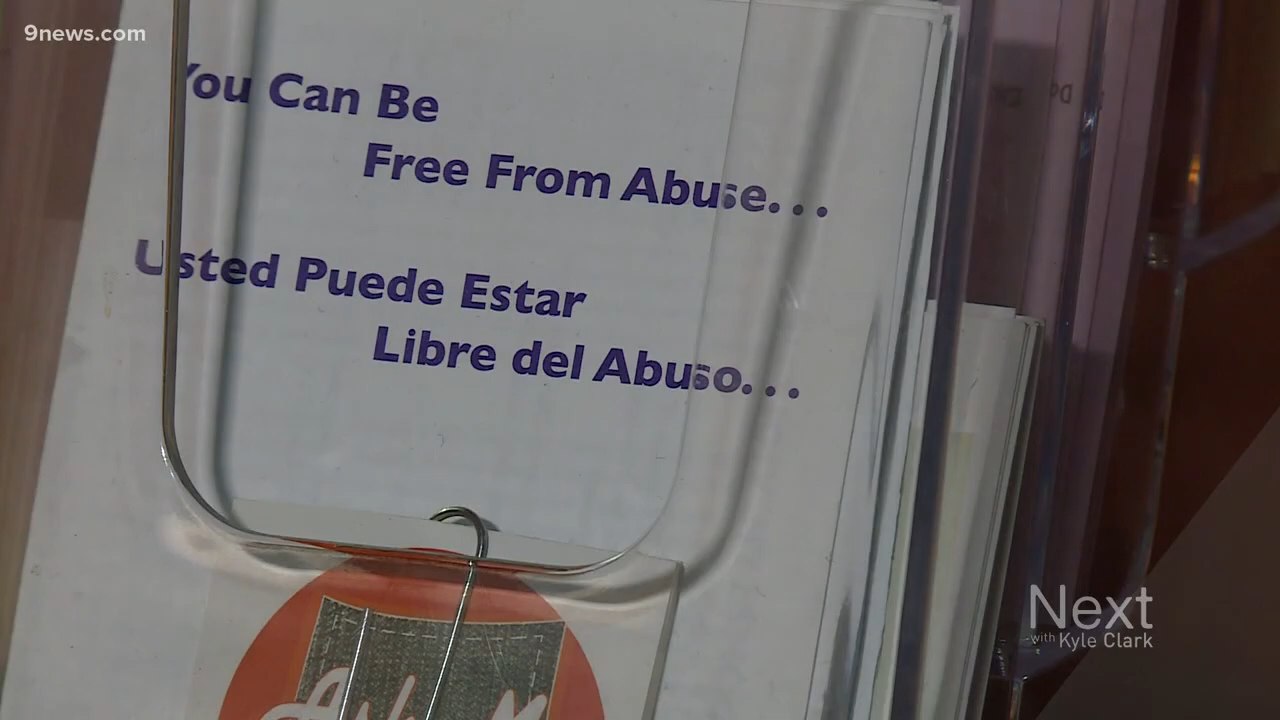 9news.com
You Can Be
Free From Abuse...
Usted Puede Estar
Libre del Abuso...
Next
with Kyle Clark